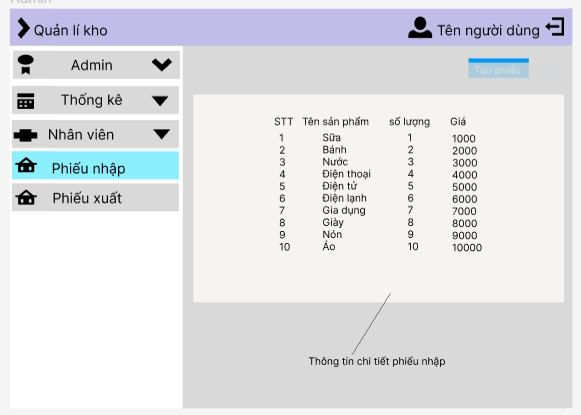 Admin
Quản lí kho
Tên người dùng
Admin
Tạo phiếu
Thống kê
Nhân viên
Phiếu nhập
Phiếu xuất
STT Tên sản phẩm số lượng Giá
1 Sữa 1 1000
2 Bánh 2 2000
3 Nước 3 3000
4 Điện thoại 4 4000
5 Điện tử 5 5000
6 Điện lạnh 6 6000
7 Gia dụng 7 7000
8 Giày 8 8000
9 Nón 9 9000
10 Áo 10 10000
Thông tin chi tiết phiếu nhập